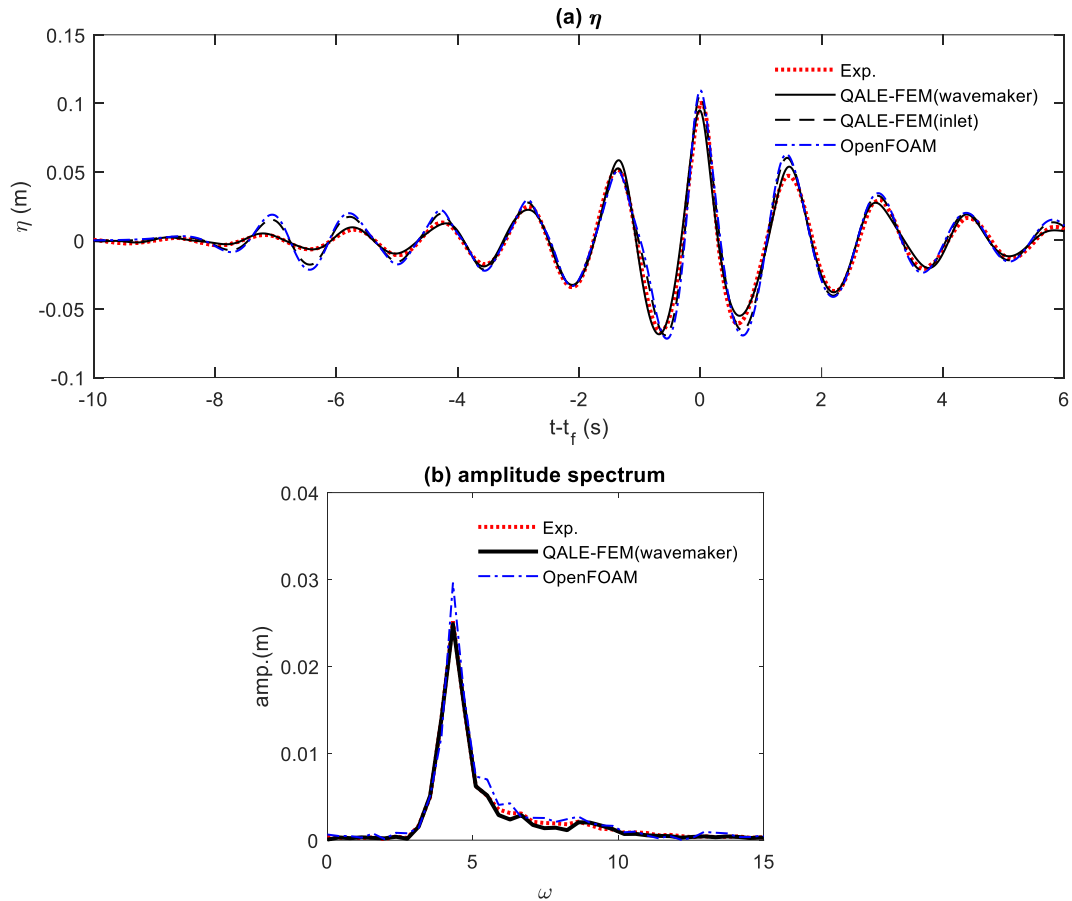 (a) η
0.15
0.1
0.05
0
-0.05
-0.1
η (m)
Exp.
QALE-FEM(wavemaker)
QALE-FEM(inlet)
OpenFOAM
-10 -8 -6 -4 -2 0 2 4 6
t-t_f (s)
(b) amplitude spectrum
0.04
0.03
0.02
0.01
0
amp.(m)
Exp.
QALE-FEM(wavemaker)
OpenFOAM
0 5 10 15
ω